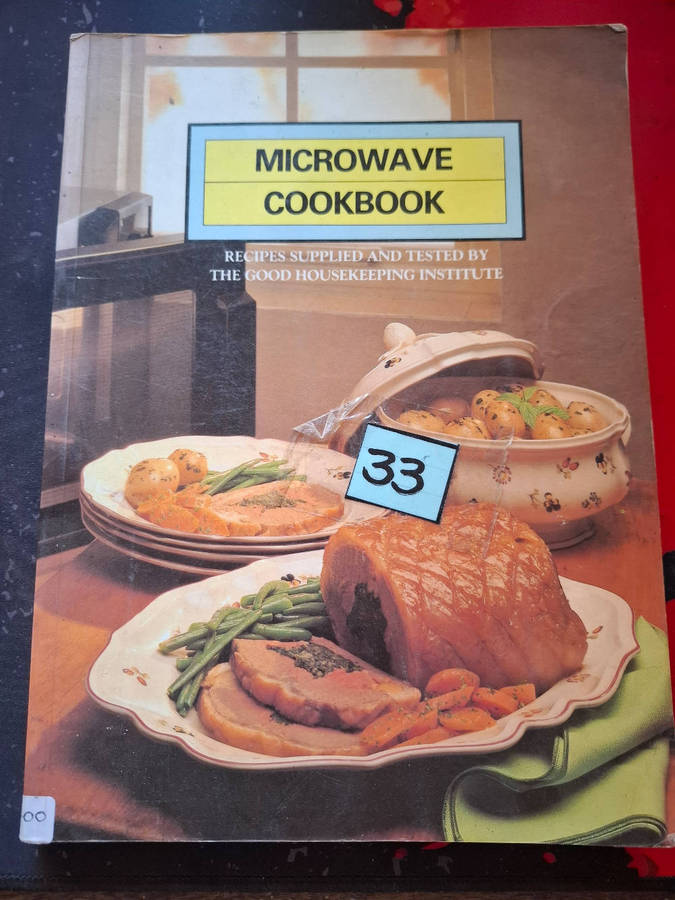 MICROWAVE
COOKBOOK
RECIPES SUPPLIED AND TESTED BY
THE GOOD HOUSEKEEPING INSTITUTE
33
00